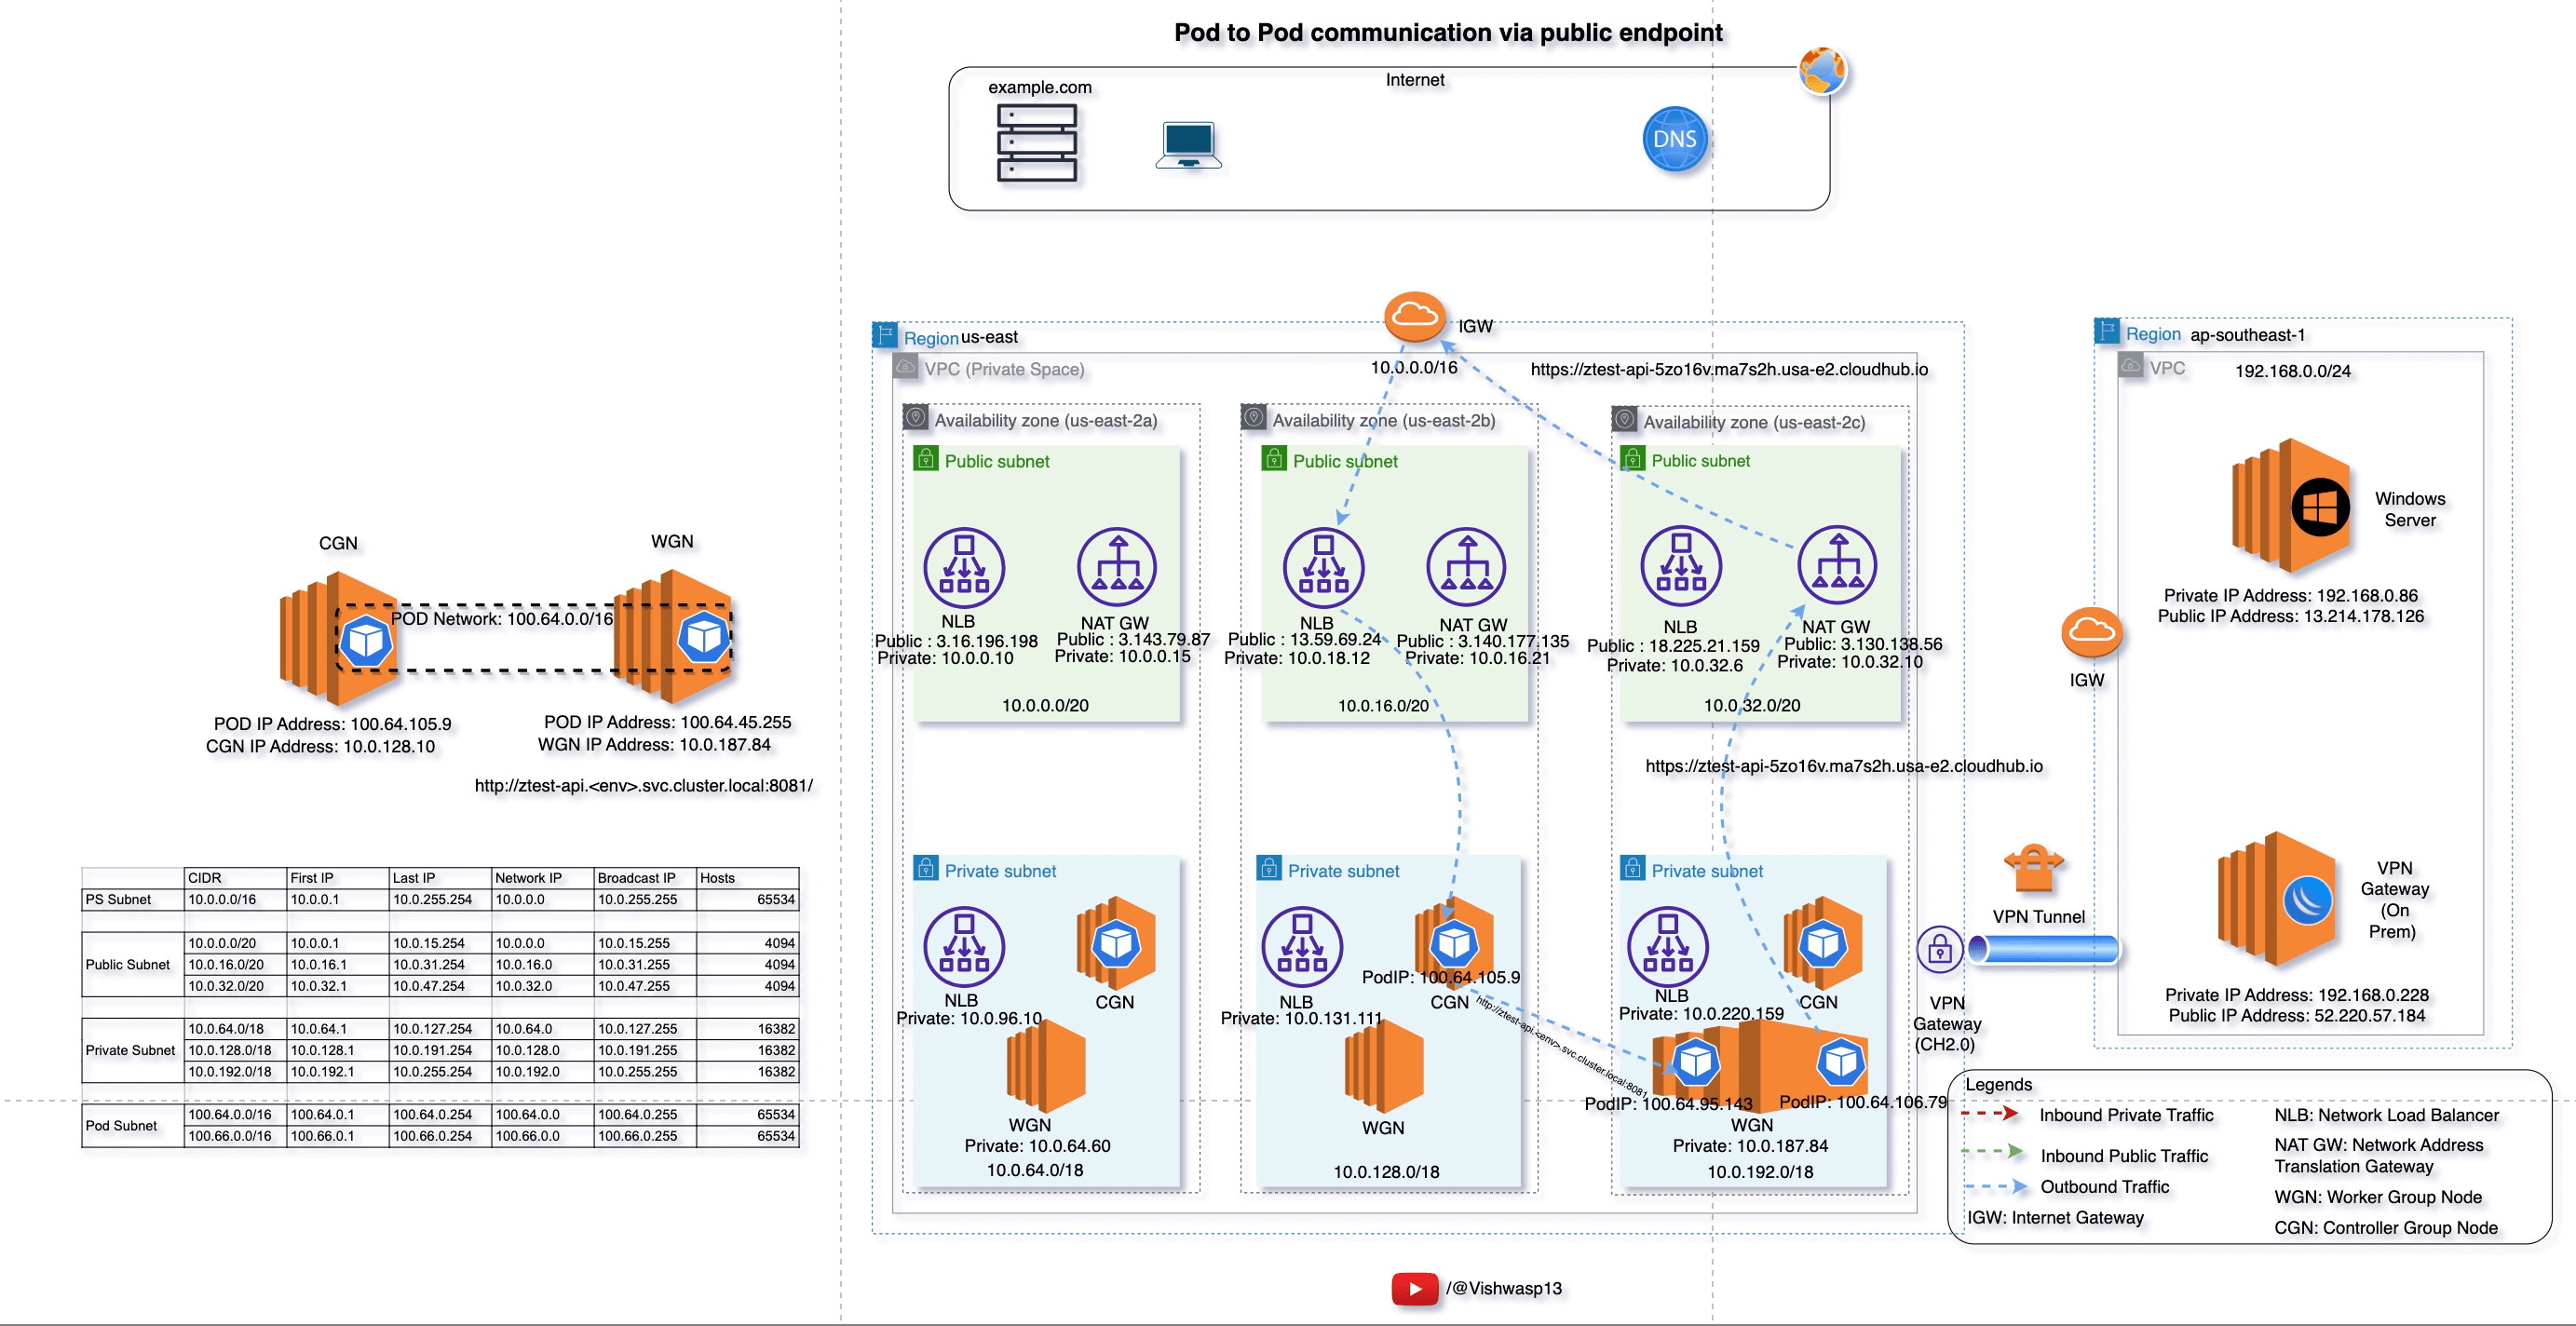 Pod to Pod communication via public endpoint
Internet
example.com
DNS
IGW
Region us-east
VPC (Private Space)
10.0.0.0/16
https://ztest-api-5zo16v.ma7s2h.usa-e2.cloudhub.io
Availability zone (us-east-2a)
Public subnet
NLB
Public : 3.16.196.198
Private: 10.0.0.10
NAT GW
Public : 3.143.79.87
Private: 10.0.0.15
10.0.0.0/20
Availability zone (us-east-2b)
Public subnet
NLB
Public : 13.59.69.24
Private: 10.0.18.12
NAT GW
Public : 3.140.177.135
Private: 10.0.16.21
10.0.16.0/20
Availability zone (us-east-2c)
Public subnet
NLB
Public : 18.225.21.159
Private: 10.0.32.6
NAT GW
Public: 3.130.138.56
Private: 10.0.32.10
10.0.32.0/20
https://ztest-api-5zo16v.ma7s2h.usa-e2.cloudhub.io
Private subnet
NLB
Private: 10.0.96.10
CGN
WGN
Private: 10.0.64.60
10.0.64.0/18
Private subnet
NLB
Private: 10.0.131.111
PodIP: 100.64.105.9
CGN
WGN
10.0.128.0/18
http://ztest-api.<env>.svc.cluster.local:8081
Private subnet
NLB
Private: 10.0.220.159
CGN
PodIP: 100.64.95.143
PodIP: 100.64.106.79
WGN
Private: 10.0.187.84
10.0.192.0/18
CGN
WGN
POD Network: 100.64.0.0/16
POD IP Address: 100.64.105.9
CGN IP Address: 10.0.128.10
POD IP Address: 100.64.45.255
WGN IP Address: 10.0.187.84
http://ztest-api.<env>.svc.cluster.local:8081/
CIDR First IP Last IP Network IP Broadcast IP Hosts
PS Subnet 10.0.0.0/16 10.0.0.1 10.0.255.254 10.0.0.0 10.0.255.255 65534
Public Subnet
10.0.0.0/20 10.0.0.1 10.0.15.254 10.0.0.0 10.0.15.255 4094
10.0.16.0/20 10.0.16.1 10.0.31.254 10.0.16.0 10.0.31.255 4094
10.0.32.0/20 10.0.32.1 10.0.47.254 10.0.32.0 10.0.47.255 4094
Private Subnet
10.0.64.0/18 10.0.64.1 10.0.127.254 10.0.64.0 10.0.127.255 16382
10.0.128.0/18 10.0.128.1 10.0.191.254 10.0.128.0 10.0.191.255 16382
10.0.192.0/18 10.0.192.1 10.0.255.254 10.0.192.0 10.0.255.255 16382
Pod Subnet
100.64.0.0/16 100.64.0.1 100.64.0.254 100.64.0.0 100.64.0.255 65534
100.66.0.0/16 100.66.0.1 100.66.0.254 100.66.0.0 100.66.0.255 65534
Region ap-southeast-1
VPC
192.168.0.0/24
Windows
Server
Private IP Address: 192.168.0.86
Public IP Address: 13.214.178.126
IGW
VPN Tunnel
VPN
Gateway
(CH2.0)
VPN
Gateway
(On
Prem)
Private IP Address: 192.168.0.228
Public IP Address: 52.220.57.184
Legends
Inbound Private Traffic
Inbound Public Traffic
Outbound Traffic
IGW: Internet Gateway
NLB: Network Load Balancer
NAT GW: Network Address
Translation Gateway
WGN: Worker Group Node
CGN: Controller Group Node
/@Vishwasp13